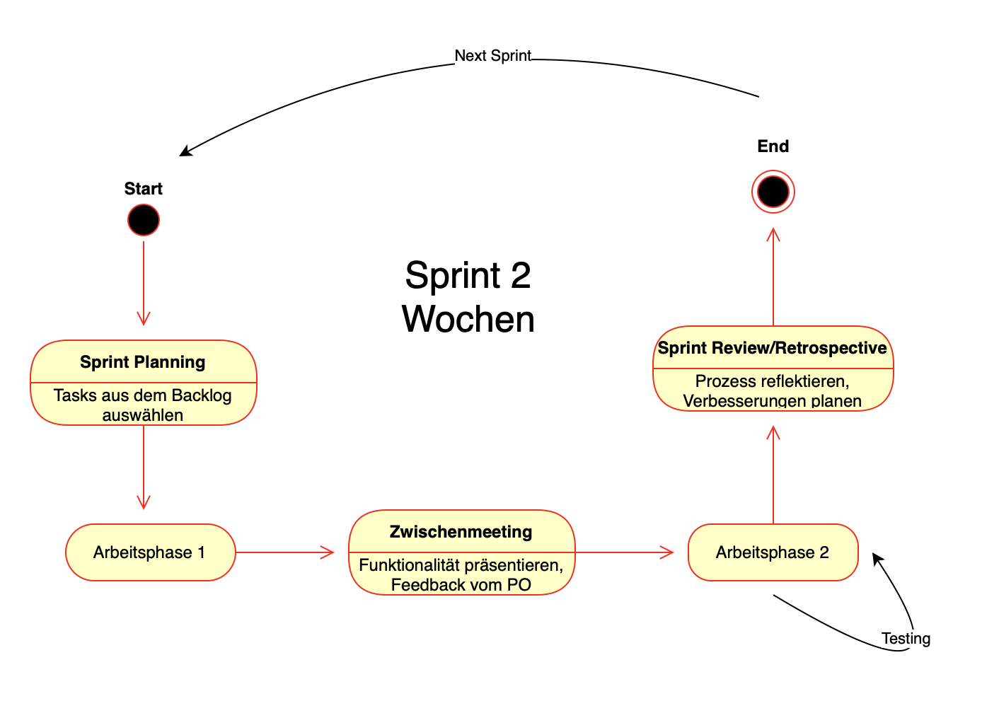 Next Sprint
End
Start
Sprint 2
Wochen
Sprint Planning
Tasks aus dem Backlog
auswählen
Sprint Review/Retrospective
Prozess reflektieren,
Verbesserungen planen
Arbeitsphase 1
Zwischenmeeting
Funktionalität präsentieren,
Feedback vom PO
Arbeitsphase 2
Testing